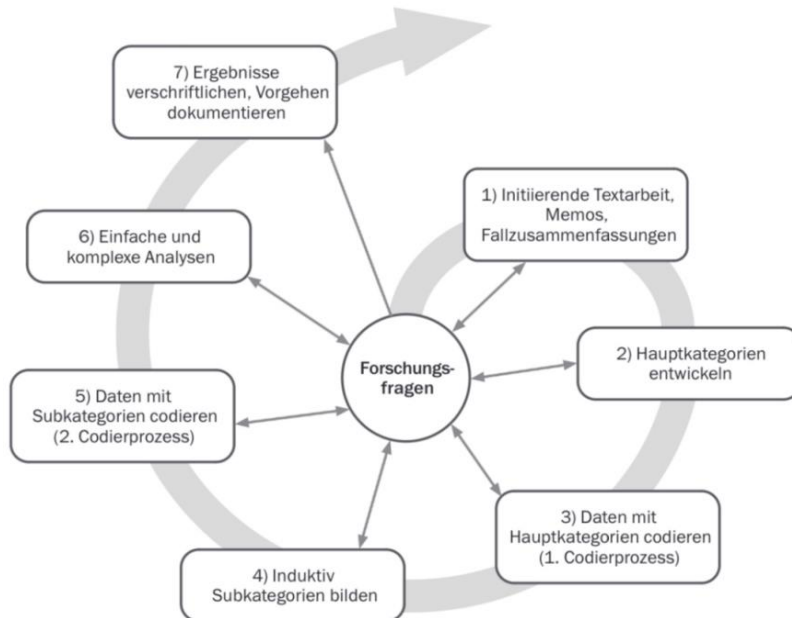 7) Ergebnisse
verschriftlichen, Vorgehen
dokumentieren
1) Initiierende Textarbeit,
Memos,
Fallzusammenfassungen
6) Einfache und
komplexe Analysen
Forschungs-
fragen
2) Hauptkategorien
entwickeln
5) Daten mit
Subkategorien codieren
(2. Codierprozess)
3) Daten mit
Hauptkategorien codieren
(1. Codierprozess)
4) Induktiv
Subkategorien bilden